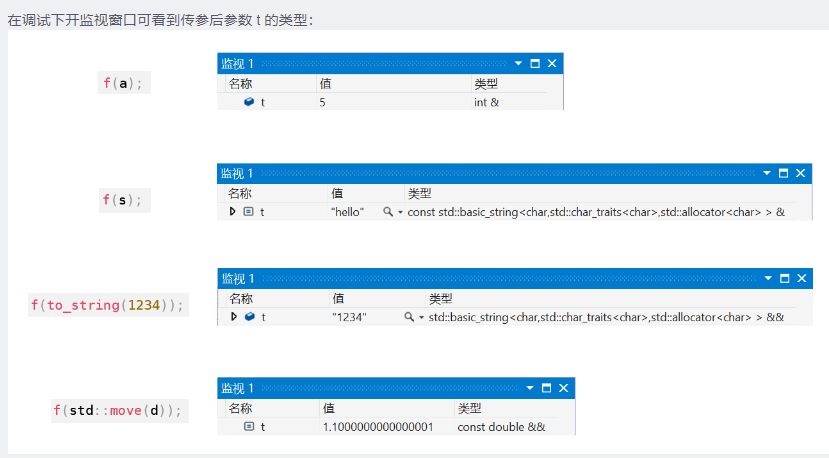 在调试下开监视窗口可看到传参后参数 t 的类型：
f(a);
监视 1
名称 值 类型
t 5 int &
f(s);
监视 1
名称 值 类型
t "hello" const std::basic_string<char,std::char_traits<char>,std::allocator<char> > &
f(to_string(1234));
监视 1
名称 值 类型
t "1234" std::basic_string<char,std::char_traits<char>,std::allocator<char> > &&
f(std::move(d));
监视 1
名称 值 类型
t 1.1000000000000001 const double &&